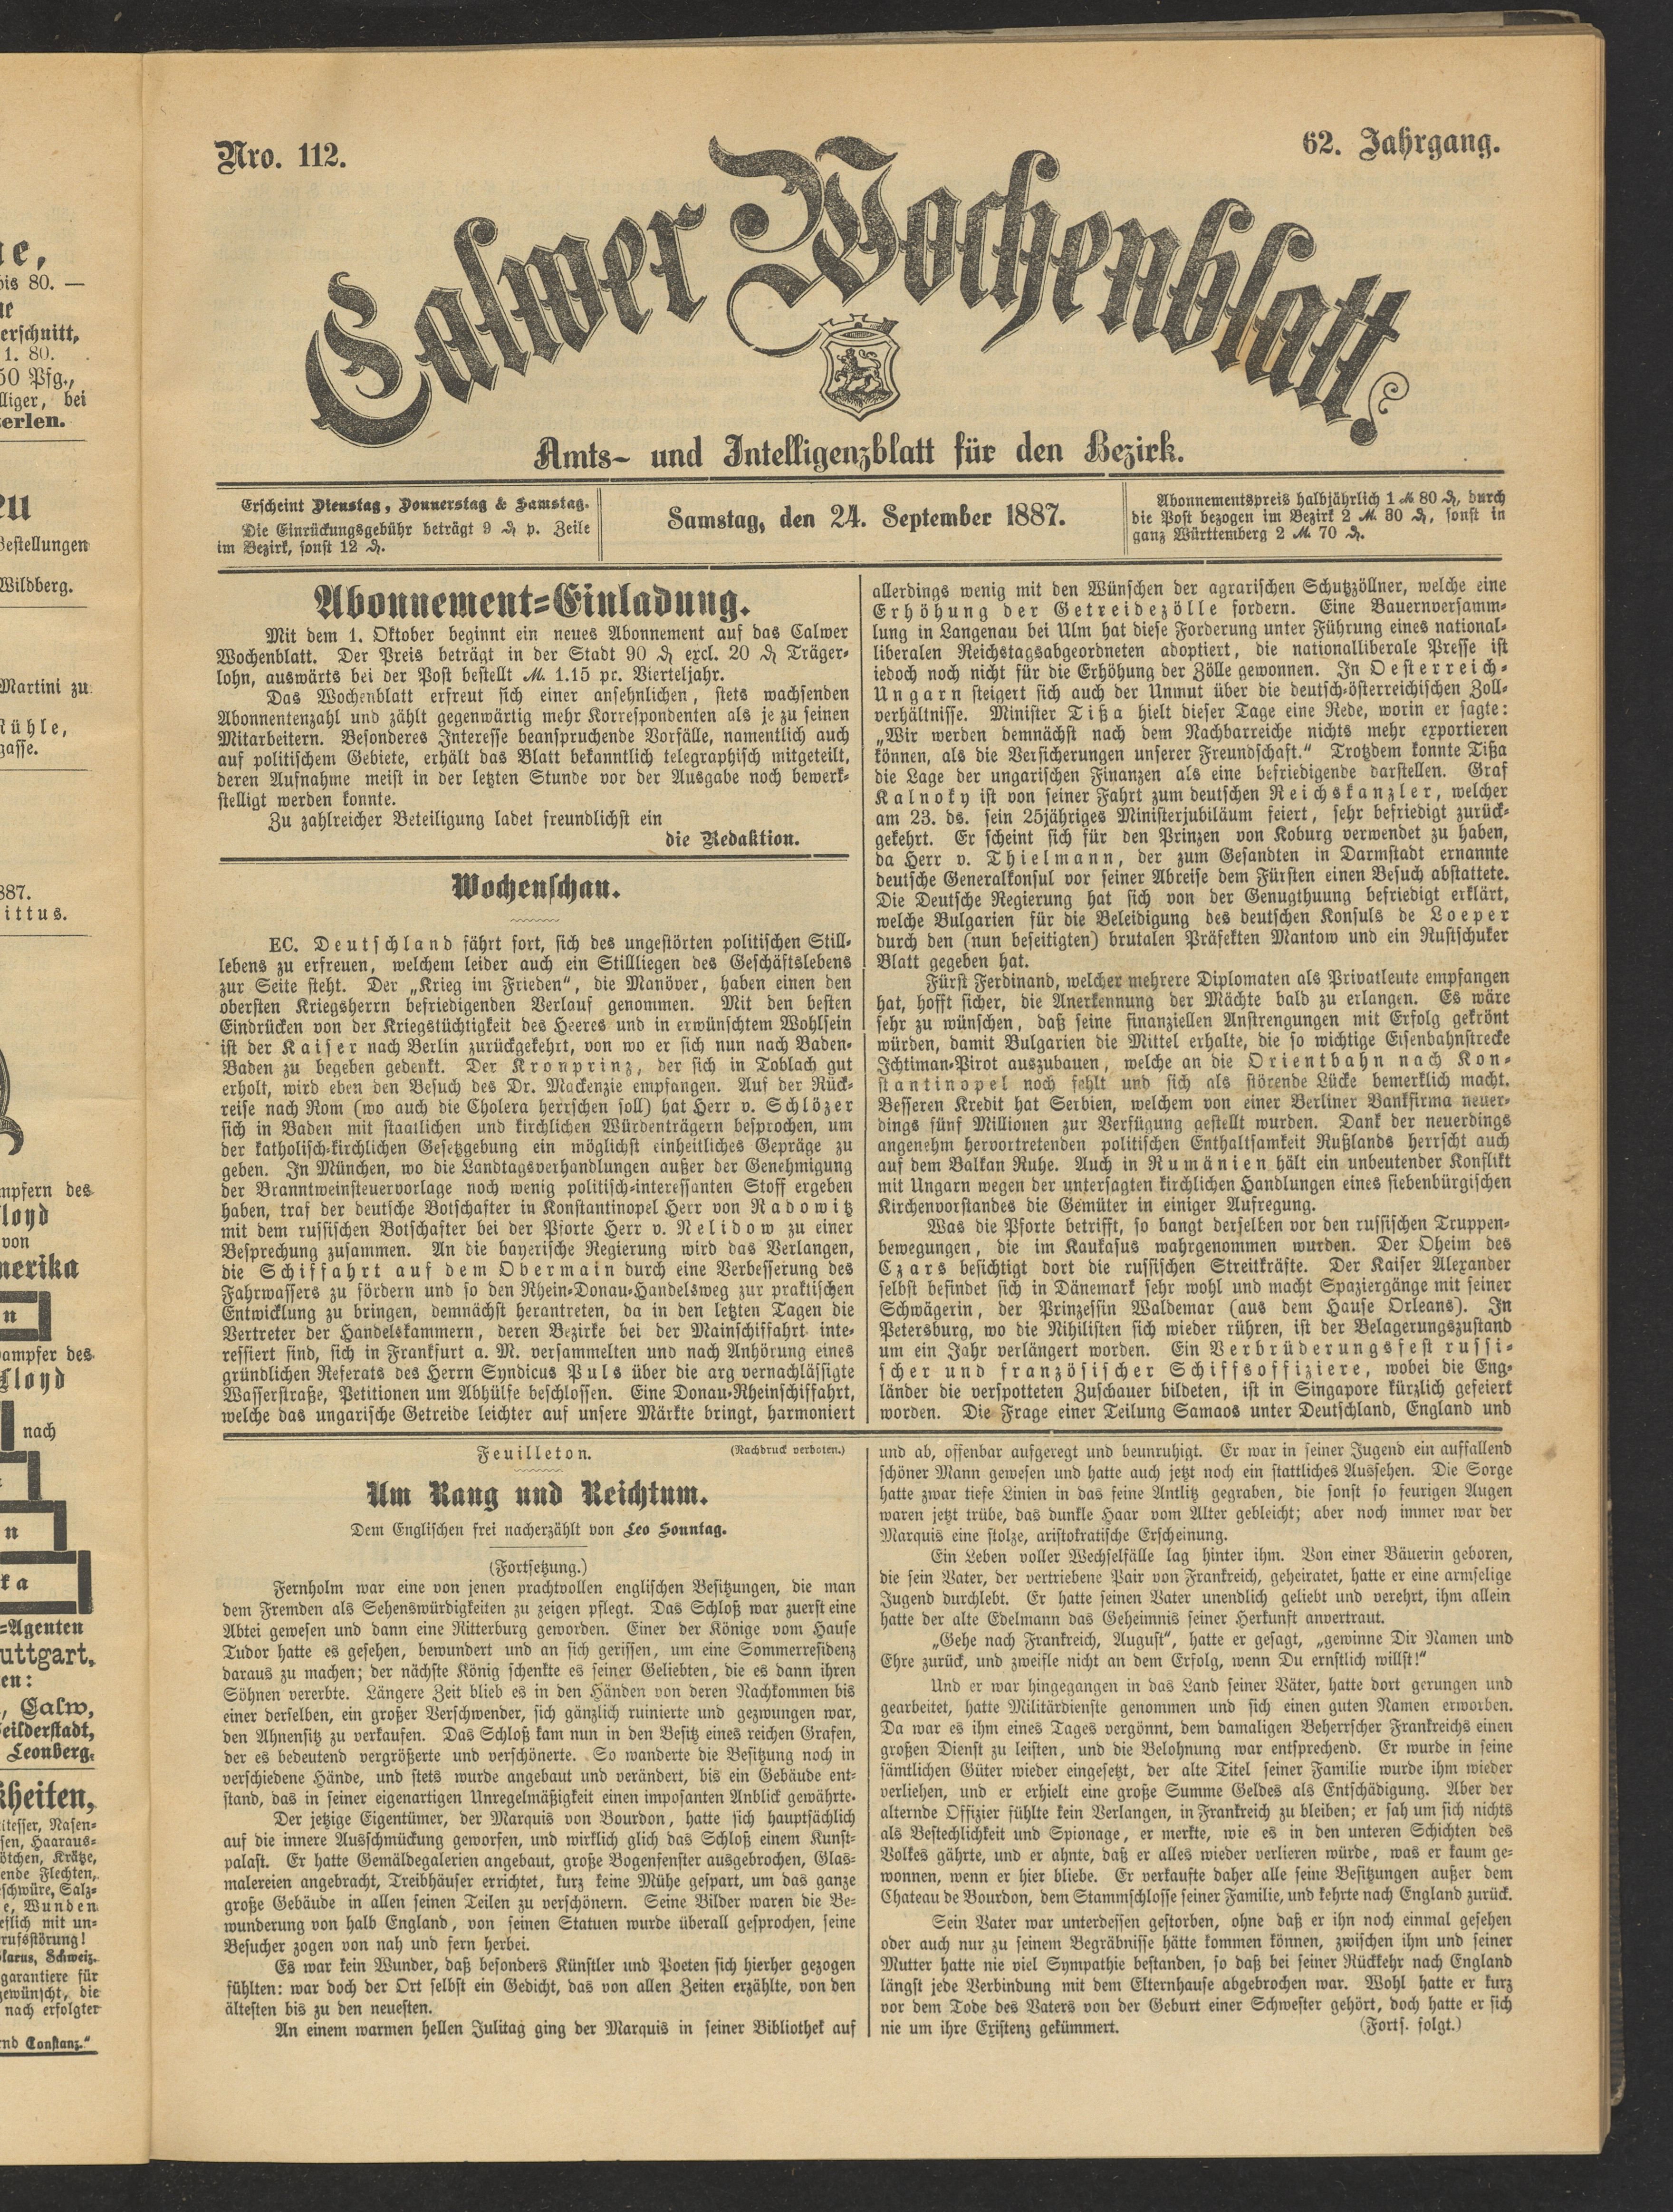 ne,
bis 80. —
erschnitt,
1. 80.
50 Pfg.,
lliger, bei
erlen.
Bestellungen
Wildberg.
Martini zu
Rühle,
gasse.
887.
ittus.
mpfern des
Lloyd
von
merika
n
ampfer des
Lloyd
nach
n
ka
=Agenten
uttgart,
en:
, Calw,
Weilderstadt,
Leonberg.
kheiten,
itesser, Nasen-
sen, Haaraus-
ötchen, Krätze,
ende Flechten,
eschwüre, Salz-
e, Wunden
eflich mit un-
rufsstörung!
larus, Schweiz.
garantiere für
gewünscht, die
nach erfolgter
rnd Constanz.“
Nro. 112.
62. Jahrgang.
Calwer Wochenblatt.
Amts- und Intelligenzblatt für den Bezirk.
Erscheint Dienstag, Donnerstag & Samstag.
Die Einrückungsgebühr beträgt 9 ₰ p. Zeile
im Bezirk, sonst 12 ₰.
Samstag, den 24. September 1887.
Abonnementspreis halbjährlich 1 ℳ 80 ₰, durch
die Post bezogen im Bezirk 2 ℳ. 30 ₰, sonst in
ganz Württemberg 2 ℳ. 70 ₰.
Abonnement=Einladung.
Mit dem 1. Oktober beginnt ein neues Abonnement auf das Calwer
Wochenblatt. Der Preis beträgt in der Stadt 90 ₰ excl. 20 ₰ Träger-
lohn, auswärts bei der Post bestellt ℳ. 1.15 pr. Vierteljahr.
Das Wochenblatt erfreut sich einer ansehnlichen, stets wachsenden
Abonnentenzahl und zählt gegenwärtig mehr Korrespondenten als je zu seinen
Mitarbeitern. Besonderes Interesse beanspruchende Vorfälle, namentlich auch
auf politischem Gebiete, erhält das Blatt bekanntlich telegraphisch mitgeteilt,
deren Aufnahme meist in der letzten Stunde vor der Ausgabe noch bewerk-
stelligt werden konnte.
Zu zahlreicher Beteiligung ladet freundlichst ein
die Redaktion.
Wochenschau.
EC. Deutschland fährt fort, sich des ungestörten politischen Still-
lebens zu erfreuen, welchem leider auch ein Stillliegen des Geschäftslebens
zur Seite steht. Der „Krieg im Frieden“, die Manöver, haben einen den
obersten Kriegsherrn befriedigenden Verlauf genommen. Mit den besten
Eindrücken von der Kriegstüchtigkeit des Heeres und in erwünschtem Wohlsein
ist der Kaiser nach Berlin zurückgekehrt, von wo er sich nun nach Baden-
Baden zu begeben gedenkt. Der Kronprinz, der sich in Toblach gut
erholt, wird eben den Besuch des Dr. Mackenzie empfangen. Auf der Rück-
reise nach Rom (wo auch die Cholera herrschen soll) hat Herr v. Schlözer
sich in Baden mit staatlichen und kirchlichen Würdenträgern besprochen, um
der katholisch-kirchlichen Gesetzgebung ein möglichst einheitliches Gepräge zu
geben. In München, wo die Landtagsverhandlungen außer der Genehmigung
der Branntweinsteuervorlage noch wenig politisch-interessanten Stoff ergeben
haben, traf der deutsche Botschafter in Konstantinopel Herr von Radowitz
mit dem russischen Botschafter bei der Pforte Herr v. Nelidow zu einer
Besprechung zusammen. An die bayerische Regierung wird das Verlangen,
die Schiffahrt auf dem Obermain durch eine Verbesserung des
Fahrwassers zu fördern und so den Rhein-Donau-Handelsweg zur praktischen
Entwicklung zu bringen, demnächst herantreten, da in den letzten Tagen die
Vertreter der Handelskammern, deren Bezirke bei der Mainschiffahrt inte-
ressiert sind, sich in Frankfurt a. M. versammelten und nach Anhörung eines
gründlichen Referats des Herrn Syndicus Puls über die arg vernachlässigte
Wasserstraße, Petitionen um Abhülfe beschlossen. Eine Donau-Rheinschiffahrt,
welche das ungarische Getreide leichter auf unsere Märkte bringt, harmoniert
allerdings wenig mit den Wünschen der agrarischen Schutzzöllner, welche eine
Erhöhung der Getreidezölle fordern. Eine Bauernversamm-
lung in Langenau bei Ulm hat diese Forderung unter Führung eines national-
liberalen Reichstagsabgeordneten adoptiert, die nationalliberale Presse ist
jedoch noch nicht für die Erhöhung der Zölle gewonnen. In Oesterreich-
Ungarn steigert sich auch der Unmut über die deutsch-österreichischen Zoll-
verhältnisse. Minister Tißa hielt dieser Tage eine Rede, worin er sagte:
„Wir werden demnächst nach dem Nachbarreiche nichts mehr exportieren
können, als die Versicherungen unserer Freundschaft.“ Trotzdem konnte Tißa
die Lage der ungarischen Finanzen als eine befriedigende darstellen. Graf
Kalnoky ist von seiner Fahrt zum deutschen Reichskanzler, welcher
am 23. ds. sein 25jähriges Ministerjubiläum feiert, sehr befriedigt zurück-
gekehrt. Er scheint sich für den Prinzen von Koburg verwendet zu haben,
da Herr v. Thielmann, der zum Gesandten in Darmstadt ernannte
deutsche Generalkonsul vor seiner Abreise dem Fürsten einen Besuch abstattete.
Die Deutsche Regierung hat sich von der Genugthuung befriedigt erklärt,
welche Bulgarien für die Beleidigung des deutschen Konsuls de Loeper
durch den (nun beseitigten) brutalen Präfekten Mantow und ein Rustschuker
Blatt gegeben hat.
Fürst Ferdinand, welcher mehrere Diplomaten als Privatleute empfangen
hat, hofft sicher, die Anerkennung der Mächte bald zu erlangen. Es wäre
sehr zu wünschen, daß seine finanziellen Anstrengungen mit Erfolg gekrönt
würden, damit Bulgarien die Mittel erhalte, die so wichtige Eisenbahnstrecke
Ichtiman-Pirot auszubauen, welche an die Orientbahn nach Kon-
stantinopel noch fehlt und sich als störende Lücke bemerklich macht.
Besseren Kredit hat Serbien, welchem von einer Berliner Bankfirma neuer-
dings fünf Millionen zur Verfügung gestellt wurden. Dank der neuerdings
angenehm hervortretenden politischen Enthaltsamkeit Rußlands herrscht auch
auf dem Balkan Ruhe. Auch in Rumänien hält ein unbeutender Konflikt
mit Ungarn wegen der untersagten kirchlichen Handlungen eines siebenbürgischen
Kirchenvorstandes die Gemüter in einiger Aufregung.
Was die Pforte betrifft, so bangt derselben vor den russischen Truppen-
bewegungen, die im Kaukasus wahrgenommen wurden. Der Oheim des
Czars besichtigt dort die russischen Streitkräfte. Der Kaiser Alexander
selbst befindet sich in Dänemark sehr wohl und macht Spaziergänge mit seiner
Schwägerin, der Prinzessin Waldemar (aus dem Hause Orleans). In
Petersburg, wo die Nihilisten sich wieder rühren, ist der Belagerungszustand
um ein Jahr verlängert worden. Ein Verbrüderungsfest russi-
scher und französischer Schiffsoffiziere, wobei die Eng-
länder die verspotteten Zuschauer bildeten, ist in Singapore kürzlich gefeiert
worden. Die Frage einer Teilung Samaos unter Deutschland, England und
Feuilleton.
(Nachdruck verboten.)
Um Rang und Reichtum.
Dem Englischen frei nacherzählt von Leo Sonntag.
(Fortsetzung.)
Fernholm war eine von jenen prachtvollen englischen Besitzungen, die man
dem Fremden als Sehenswürdigkeiten zu zeigen pflegt. Das Schloß war zuerst eine
Abtei gewesen und dann eine Ritterburg geworden. Einer der Könige vom Hause
Tudor hatte es gesehen, bewundert und an sich gerissen, um eine Sommerresidenz
daraus zu machen; der nächste König schenkte es seiner Geliebten, die es dann ihren
Söhnen vererbte. Längere Zeit blieb es in den Händen von deren Nachkommen bis
einer derselben, ein großer Verschwender, sich gänzlich ruinierte und gezwungen war,
den Ahnensitz zu verkaufen. Das Schloß kam nun in den Besitz eines reichen Grafen,
der es bedeutend vergrößerte und verschönerte. So wanderte die Besitzung noch in
verschiedene Hände, und stets wurde angebaut und verändert, bis ein Gebäude ent-
stand, das in seiner eigenartigen Unregelmäßigkeit einen imposanten Anblick gewährte.
Der jetzige Eigentümer, der Marquis von Bourdon, hatte sich hauptsächlich
auf die innere Ausschmückung geworfen, und wirklich glich das Schloß einem Kunst-
palast. Er hatte Gemäldegalerien angebaut, große Bogenfenster ausgebrochen, Glas-
malereien angebracht, Treibhäuser errichtet, kurz keine Mühe gespart, um das ganze
große Gebäude in allen seinen Teilen zu verschönern. Seine Bilder waren die Be-
wunderung von halb England, von seinen Statuen wurde überall gesprochen, seine
Besucher zogen von nah und fern herbei.
Es war kein Wunder, daß besonders Künstler und Poeten sich hierher gezogen
fühlten: war doch der Ort selbst ein Gedicht, das von allen Zeiten erzählte, von den
ältesten bis zu den neuesten.
An einem warmen hellen Julitag ging der Marquis in seiner Bibliothek auf
und ab, offenbar aufgeregt und beunruhigt. Er war in seiner Jugend ein auffallend
schöner Mann gewesen und hatte auch jetzt noch ein stattliches Aussehen. Die Sorge
hatte zwar tiefe Linien in das feine Antlitz gegraben, die sonst so feurigen Augen
waren jetzt trübe, das dunkle Haar vom Alter gebleicht; aber noch immer war der
Marquis eine stolze, aristokratische Erscheinung.
Ein Leben voller Wechselfälle lag hinter ihm. Von einer Bäuerin geboren,
die sein Vater, der vertriebene Pair von Frankreich, geheiratet, hatte er eine armselige
Jugend durchlebt. Er hatte seinen Vater unendlich geliebt und verehrt, ihm allein
hatte der alte Edelmann das Geheimnis seiner Herkunft anvertraut.
„Gehe nach Frankreich, August“, hatte er gesagt, „gewinne Dir Namen und
Ehre zurück, und zweifle nicht an dem Erfolg, wenn Du ernstlich willst!“
Und er war hingegangen in das Land seiner Väter, hatte dort gerungen und
gearbeitet, hatte Militärdienste genommen und sich einen guten Namen erworben.
Da war es ihm eines Tages vergönnt, dem damaligen Beherrscher Frankreichs einen
großen Dienst zu leisten, und die Belohnung war entsprechend. Er wurde in seine
sämtlichen Güter wieder eingesetzt, der alte Titel seiner Familie wurde ihm wieder
verliehen, und er erhielt eine große Summe Geldes als Entschädigung. Aber der
alternde Offizier fühlte kein Verlangen, in Frankreich zu bleiben; er sah um sich nichts
als Bestechlichkeit und Spionage, er merkte, wie es in den unteren Schichten des
Volkes gährte, und er ahnte, daß er alles wieder verlieren würde, was er kaum ge-
wonnen, wenn er hier bliebe. Er verkaufte daher alle seine Besitzungen außer dem
Chateau de Bourdon, dem Stammschlosse seiner Familie, und kehrte nach England zurück.
Sein Vater war unterdessen gestorben, ohne daß er ihn noch einmal gesehen
oder auch nur zu seinem Begräbnisse hätte kommen können, zwischen ihm und seiner
Mutter hatte nie viel Sympathie bestanden, so daß bei seiner Rückkehr nach England
längst jede Verbindung mit dem Elternhause abgebrochen war. Wohl hatte er kurz
vor dem Tode des Vaters von der Geburt einer Schwester gehört, doch hatte er sich
nie um ihre Existenz gekümmert.
(Forts. folgt.)